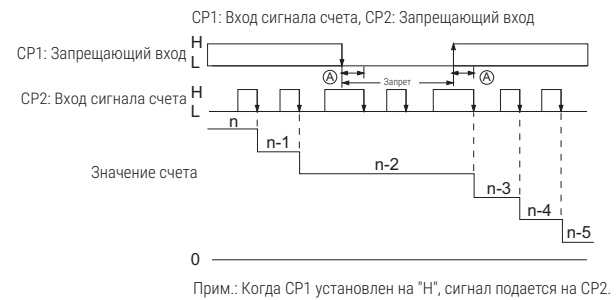 CP1: Вход сигнала счета, CP2: Запрещающий вход
H
CP1: Запрещающий вход
L
A
Запрет
A
CP2: Вход сигнала счета
H
L
n
n-1
Значение счета
n-2
n-3
n-4
n-5
0
Прим.: Когда CP1 установлен на "H", сигнал подается на CP2.